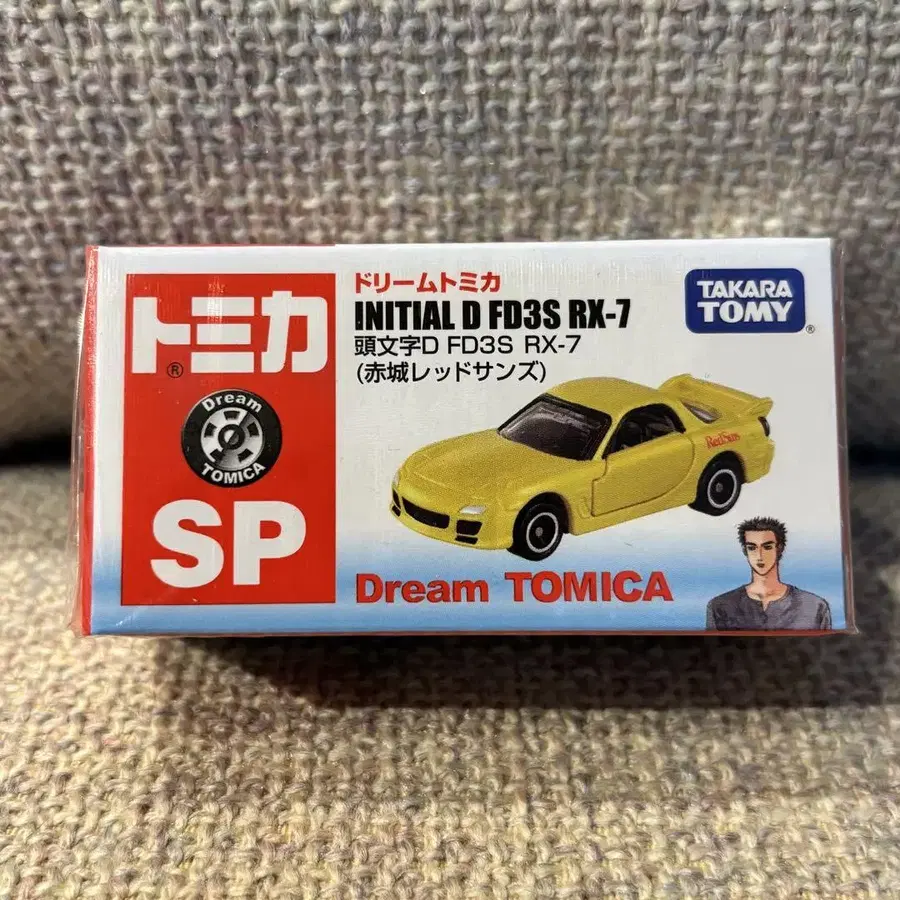 トミカ
®
Dream
TOMICA
SP
ドリームトミカ
INITIAL D FD3S RX-7
頭文字D FD3S RX-7
(赤城レッドサンズ)
TAKARA
TOMY
®
RedSuns
Dream TOMICA